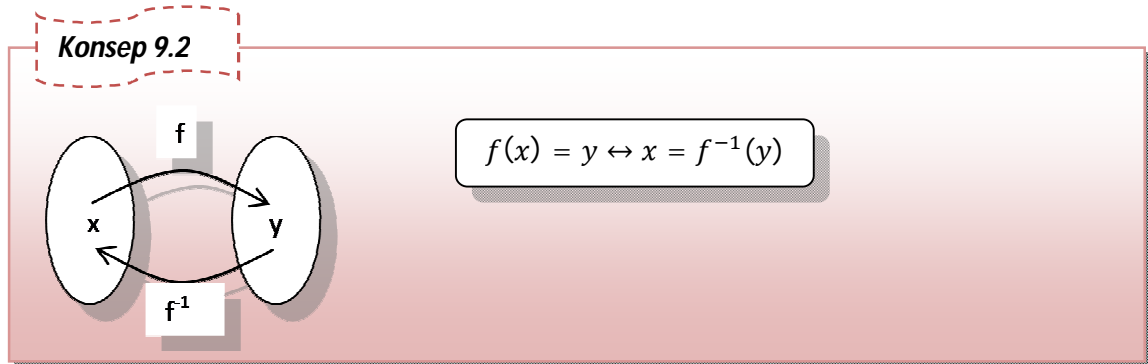 Konsep 9.2
f
f(x) = y ↔ x = f⁻¹(y)
x
y
f⁻¹